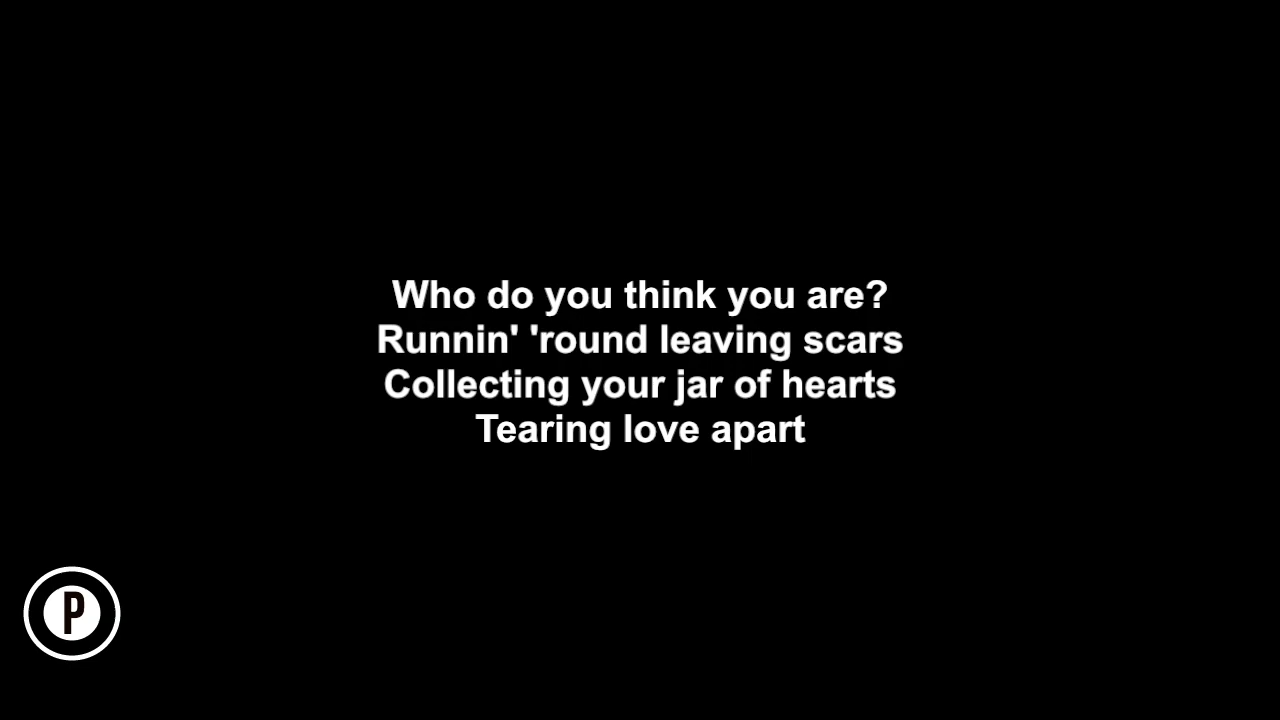 Who do you think you are?
Runnin' 'round leaving scars
Collecting your jar of hearts
Tearing love apart
P